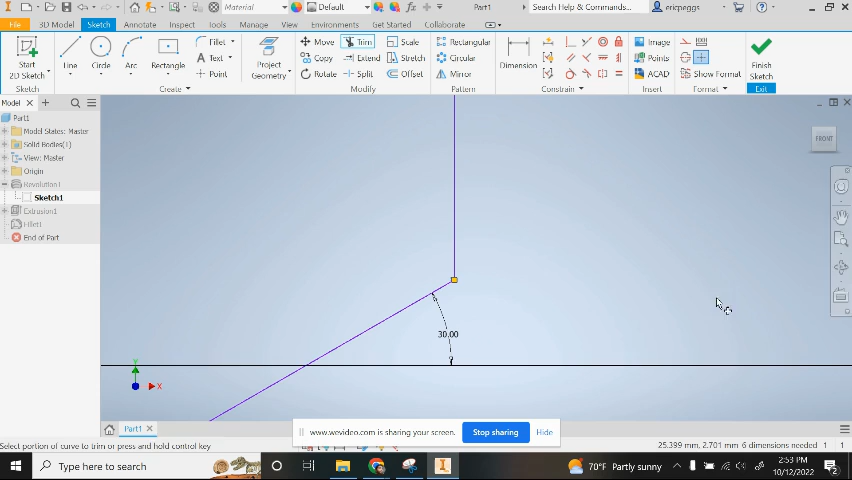 Material
Default
Part1
Search Help & Commands...
ericpeggs
File
3D Model
Sketch
Annotate
Inspect
Tools
Manage
View
Environments
Get Started
Collaborate
Start
2D Sketch
Line
Circle
Arc
Rectangle
Fillet
Text
Point
Project
Geometry
Move
Copy
Rotate
Trim
Extend
Split
Scale
Stretch
Offset
Rectangular
Circular
Mirror
Dimension
Image
Points
ACAD
Show Format
Finish
Sketch
Sketch
Create
Modify
Pattern
Constrain
Insert
Format
Exit
Model
Part1
Model States: Master
Solid Bodies(1)
View: Master
Origin
Revolution1
Sketch1
Extrusion1
Fillet1
End of Part
FRONT
30.00
Y
X
Part1
www.wevideo.com is sharing your screen.
Stop sharing
Hide
Select portion of curve to trim or press and hold control key
25.399 mm, 2.701 mm 6 dimensions needed 1 1
Type here to search
70°F Partly sunny
2:53 PM
10/12/2022
2